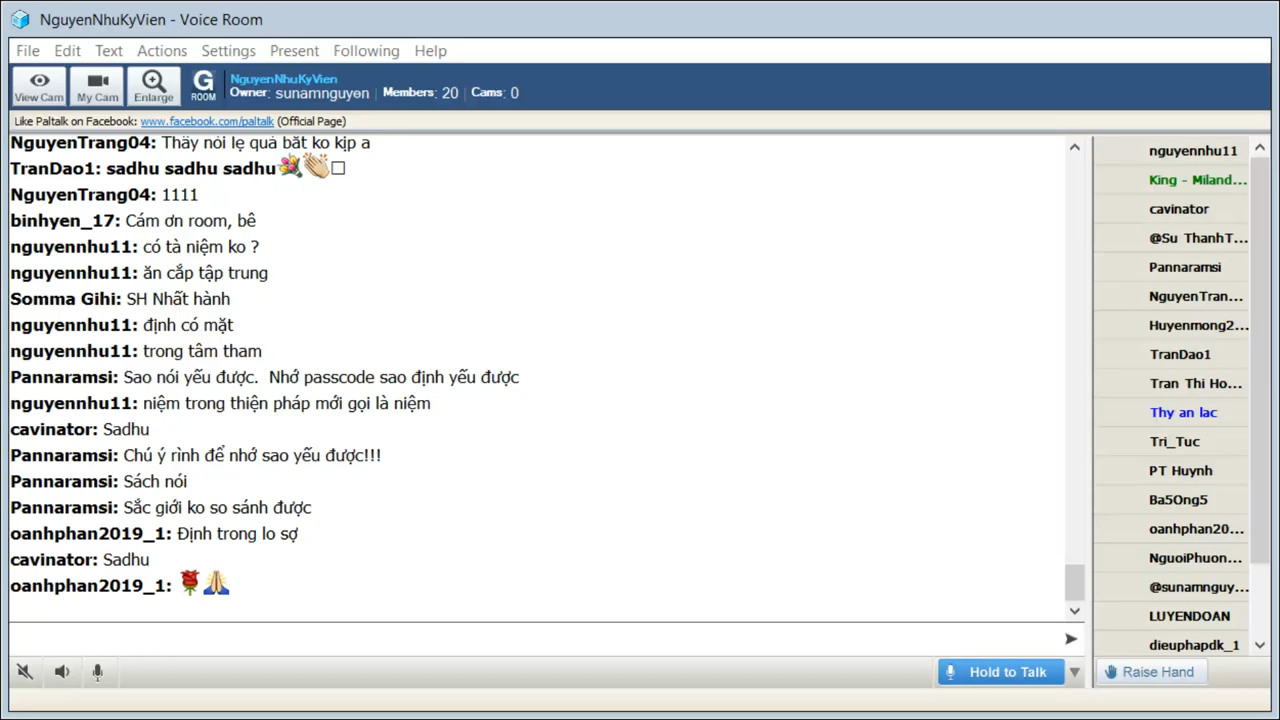 NguyenNhuKyVien - Voice Room
File Edit Text Actions Settings Present Following Help
View Cam My Cam Enlarge G ROOM
NguyenNhuKyVien
Owner: sunamnguyen | Members: 20 | Cams: 0
Like Paltalk on Facebook: www.facebook.com/paltalk (Official Page)
NguyenTrang04: Thầy nói lẹ quá bắt ko kịp a
TranDao1: sadhu sadhu sadhu
NguyenTrang04: 1111
binhyen_17: Cám ơn room, bê
nguyennhu11: có tà niệm ko ?
nguyennhu11: ăn cắp tập trung
Somma Gihi: SH Nhất hành
nguyennhu11: định có mặt
nguyennhu11: trong tâm tham
Pannaramsi: Sao nói yếu được. Nhớ passcode sao định yếu được
nguyennhu11: niệm trong thiện pháp mới gọi là niệm
cavinator: Sadhu
Pannaramsi: Chú ý rình để nhớ sao yếu được!!!
Pannaramsi: Sách nói
Pannaramsi: Sắc giới ko so sánh được
oanhphan2019_1: Định trong lo sợ
cavinator: Sadhu
oanhphan2019_1:
nguyennhu11
King - Miland...
cavinator
@Su ThanhT...
Pannaramsi
NguyenTran...
Huyenmong2...
TranDao1
Tran Thi Ho...
Thy an lac
Tri_Tuc
PT Huynh
Ba5Ong5
oanhphan20...
NguoiPhuon...
@sunamnguy...
LUYENDOAN
dieuphapdk_1
Hold to Talk
Raise Hand